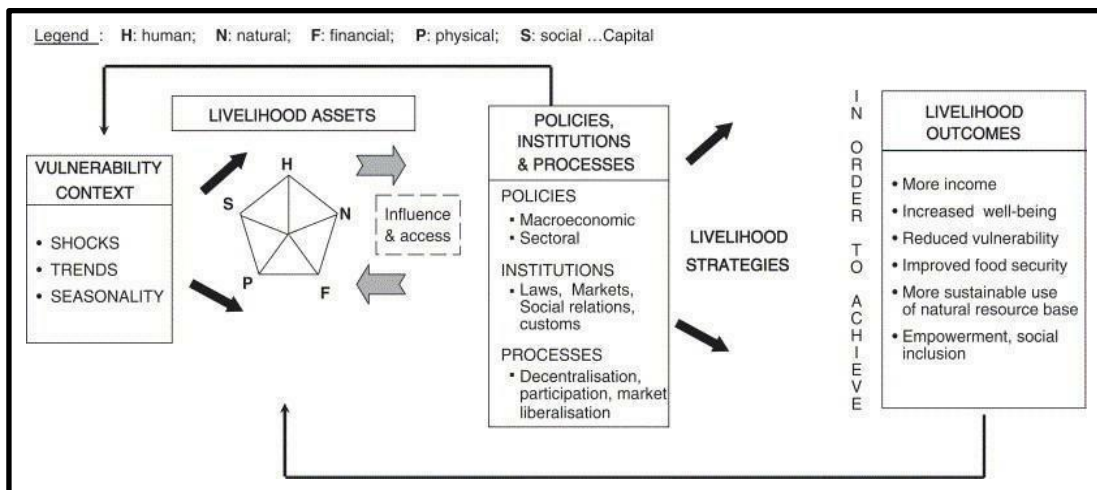 Legend : H: human; N: natural; F: financial; P: physical; S: social ...Capital
LIVELIHOOD ASSETS
VULNERABILITY
CONTEXT
• SHOCKS
• TRENDS
• SEASONALITY
H
S
N
P
F
Influence
& access
POLICIES,
INSTITUTIONS
& PROCESSES
POLICIES
▪ Macroeconomic
▪ Sectoral
INSTITUTIONS
▪ Laws, Markets,
Social relations,
customs
PROCESSES
▪ Decentralisation,
participation, market
liberalisation
LIVELIHOOD
STRATEGIES
IN ORDER TO ACHIEVE
LIVELIHOOD
OUTCOMES
• More income
• Increased well-being
• Reduced vulnerability
• Improved food security
• More sustainable use
of natural resource base
• Empowerment, social
inclusion